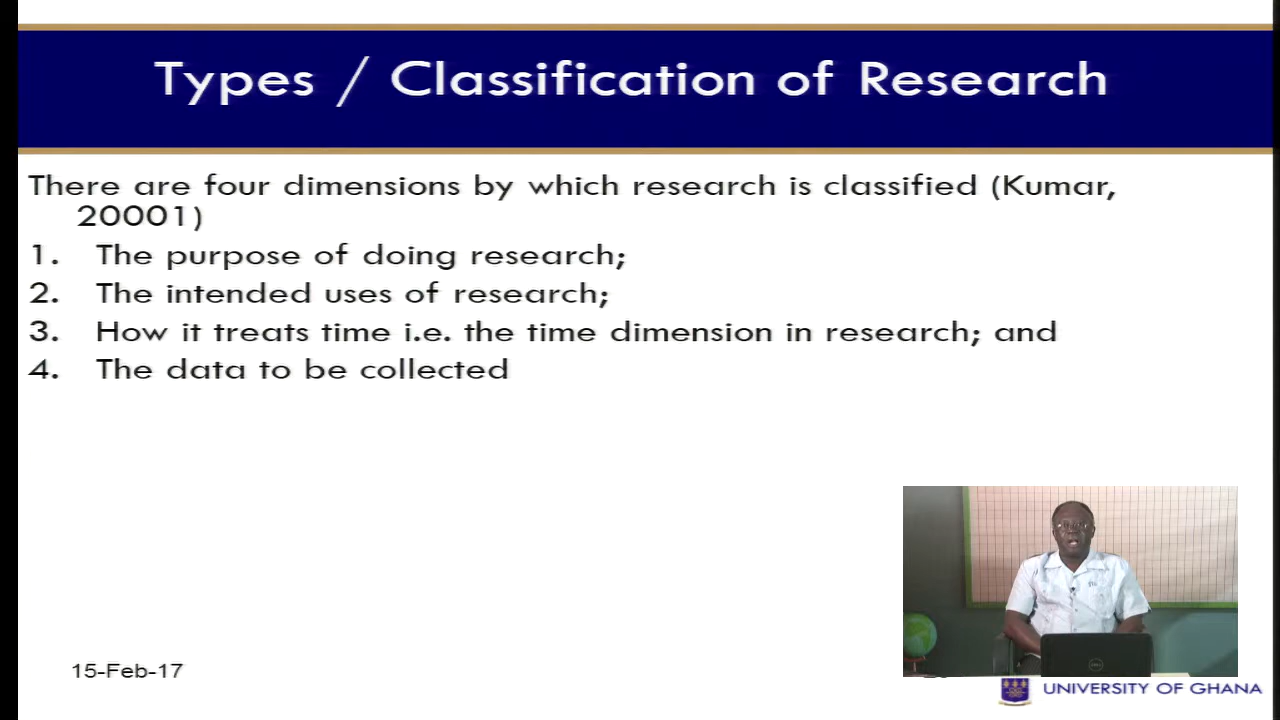 Types / Classification of Research
There are four dimensions by which research is classified (Kumar,
20001)
1. The purpose of doing research;
2. The intended uses of research;
3. How it treats time i.e. the time dimension in research; and
4. The data to be collected
15-Feb-17
UNIVERSITY OF GHANA